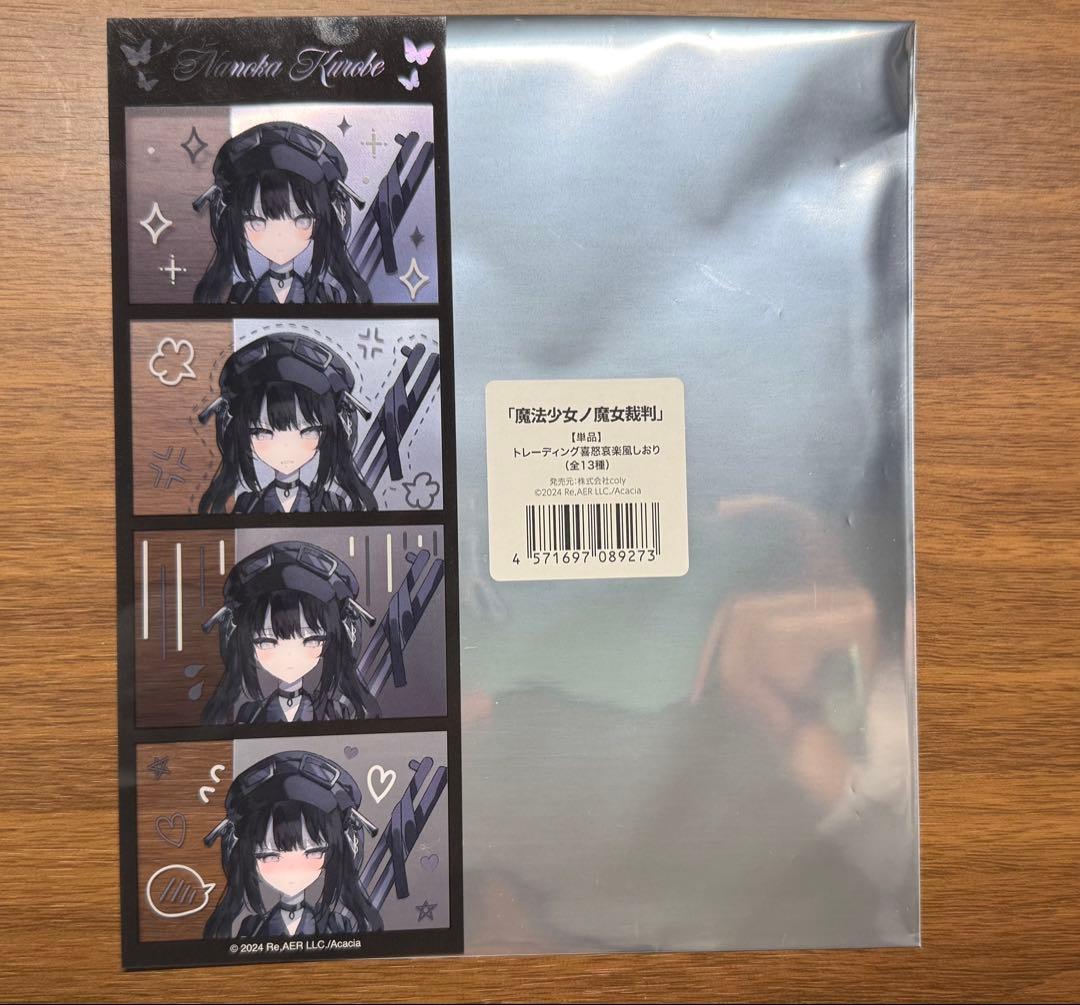 Nanoka Kurobe
© 2024 Re,AER LLC./Acacia
「魔法少女ノ魔女裁判」
【単品】
トレーディング喜怒哀楽風しおり
（全13種）
発売元:株式会社coly
©2024 Re,AER LLC./Acacia
4 571697 089273